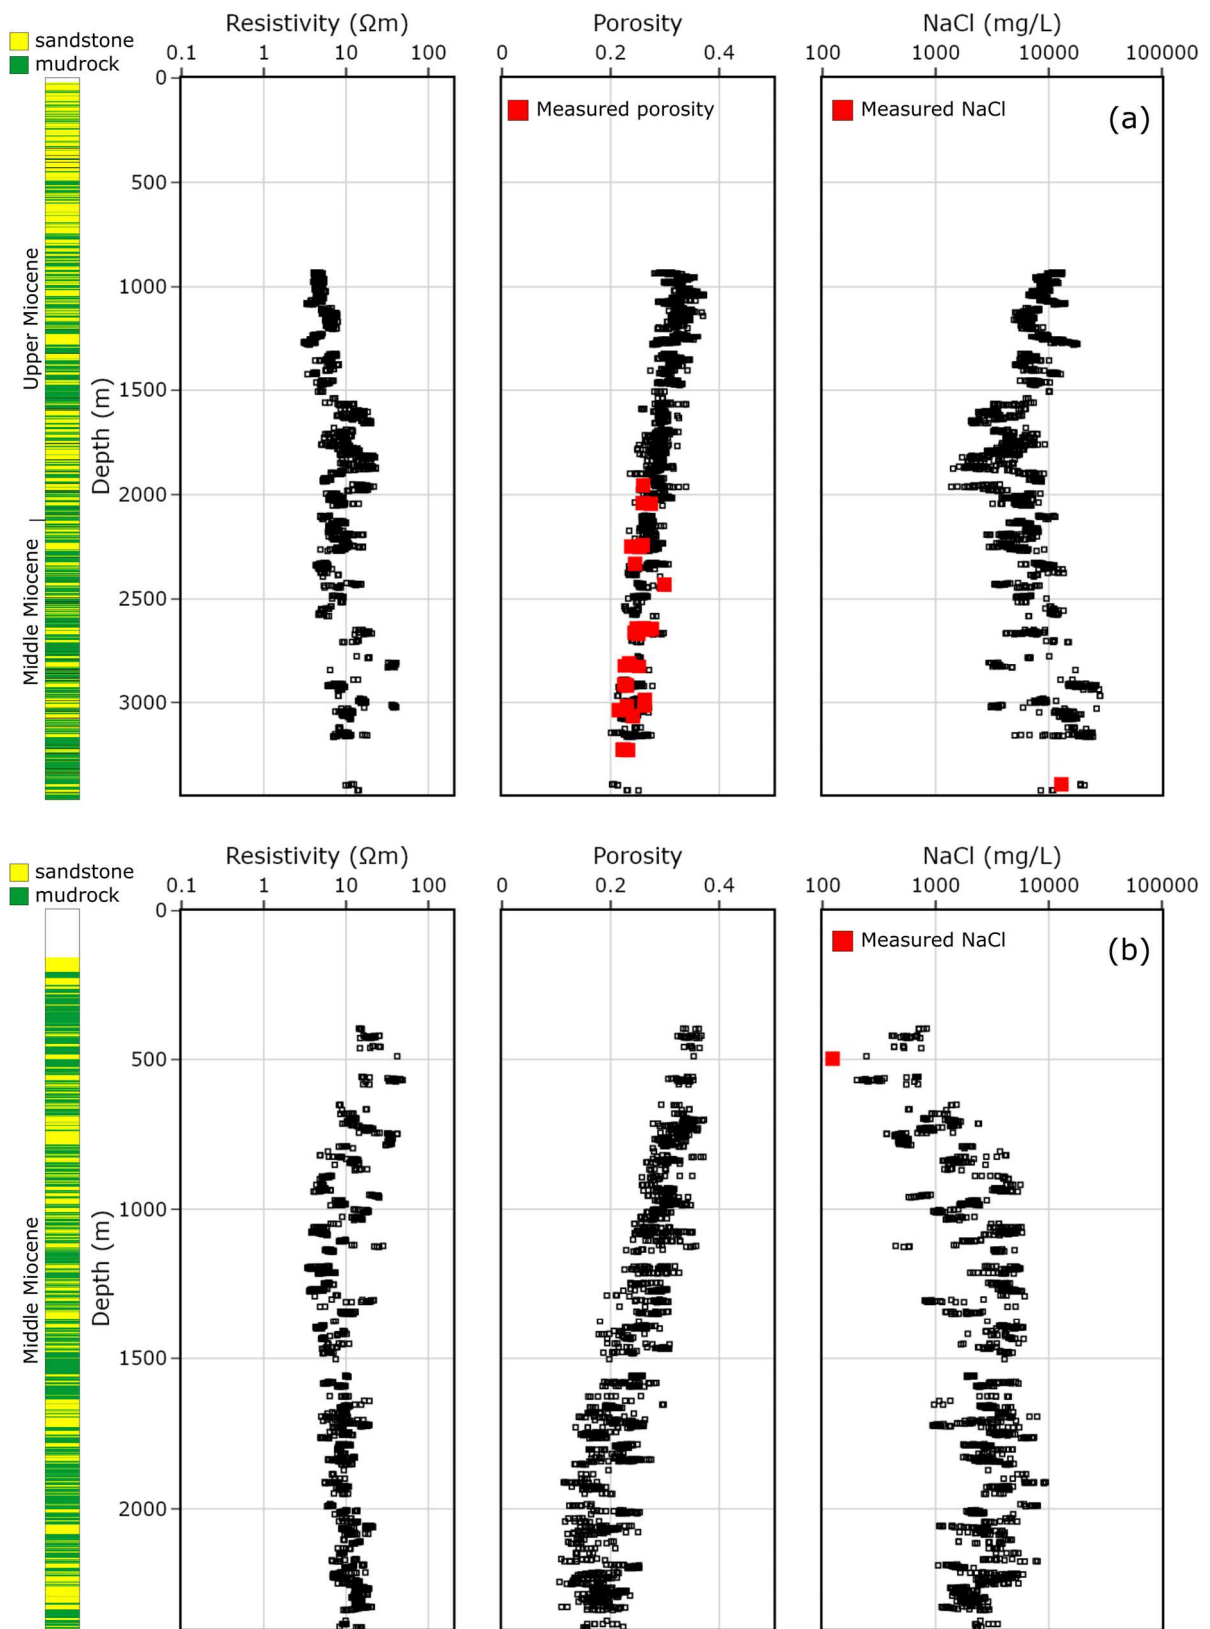 Resistivity (Ωm) Porosity NaCl (mg/L)
sandstone
mudrock
0.1 1 10 100 0 0.2 0.4 100 1000 10000 100000
0
Measured porosity Measured NaCl (a)
500
1000
1500
2000
2500
3000
Upper Miocene
Middle Miocene
Depth (m)
Resistivity (Ωm) Porosity NaCl (mg/L)
sandstone
mudrock
0.1 1 10 100 0 0.2 0.4 100 1000 10000 100000
0
Measured NaCl (b)
500
1000
1500
2000
Middle Miocene
Depth (m)